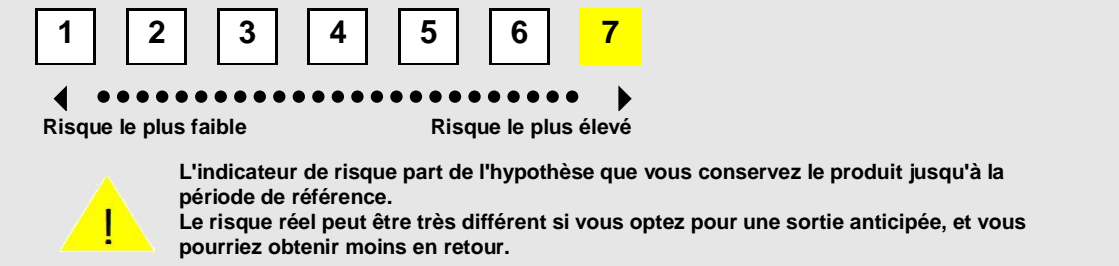 1 2 3 4 5 6 7
Risque le plus faible Risque le plus élevé
L'indicateur de risque part de l'hypothèse que vous conservez le produit jusqu'à la
période de référence.
Le risque réel peut être très différent si vous optez pour une sortie anticipée, et vous
pourriez obtenir moins en retour.
!